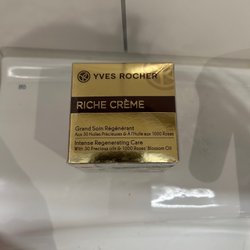 YVES ROCHER
RICHE CRÈME
Grand Soin Régénérant
Aux 30 Huiles Précieuses & À l'Huile aux 1000 Roses
Intense Regenerating Care
With 30 Precious oils & 1000 Roses' Blossom Oil